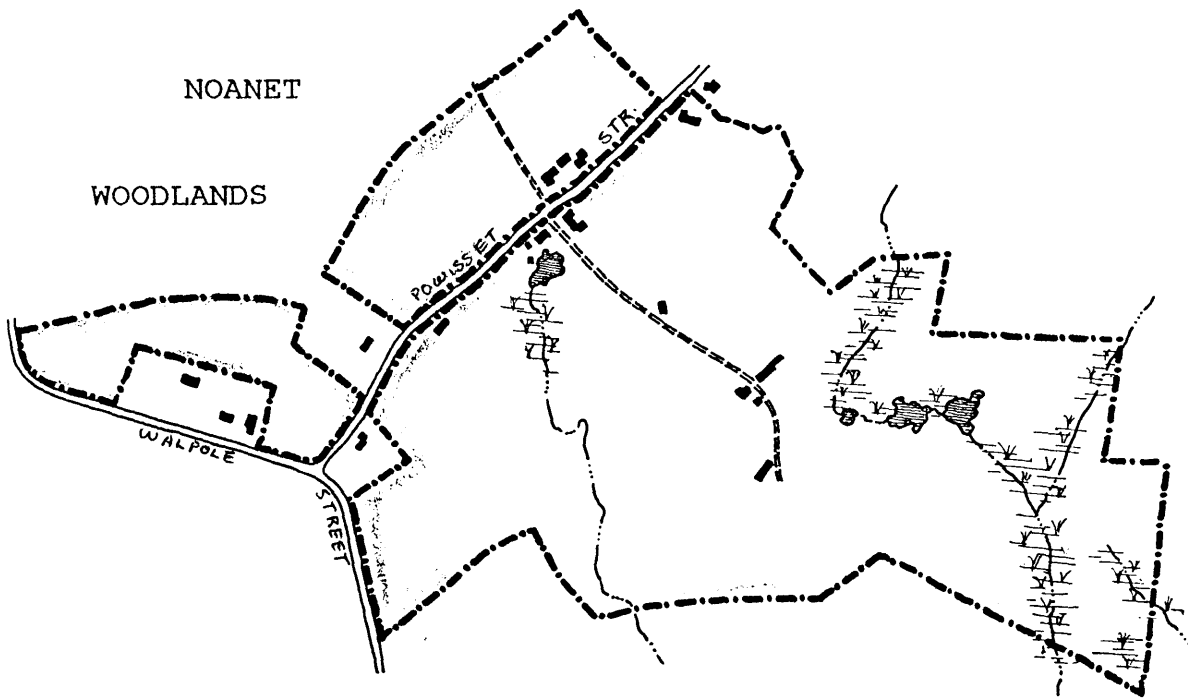 NOANET
WOODLANDS
POWISSET STR.
WALPOLE
STREET